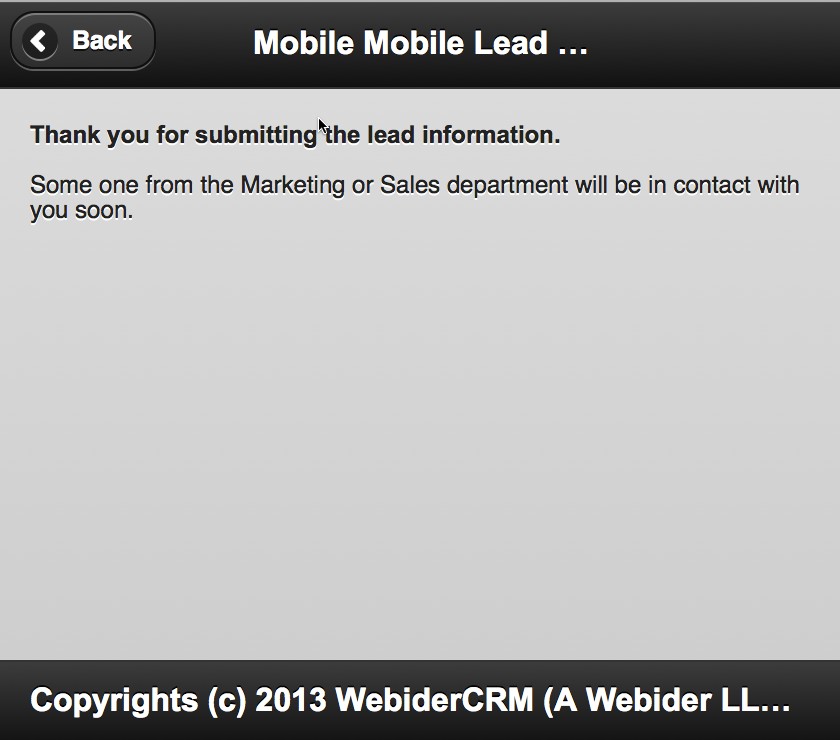 Back
Mobile Mobile Lead ...
Thank you for submitting the lead information.
Some one from the Marketing or Sales department will be in contact with
you soon.
Copyrights (c) 2013 WebiderCRM (A Webider LL...